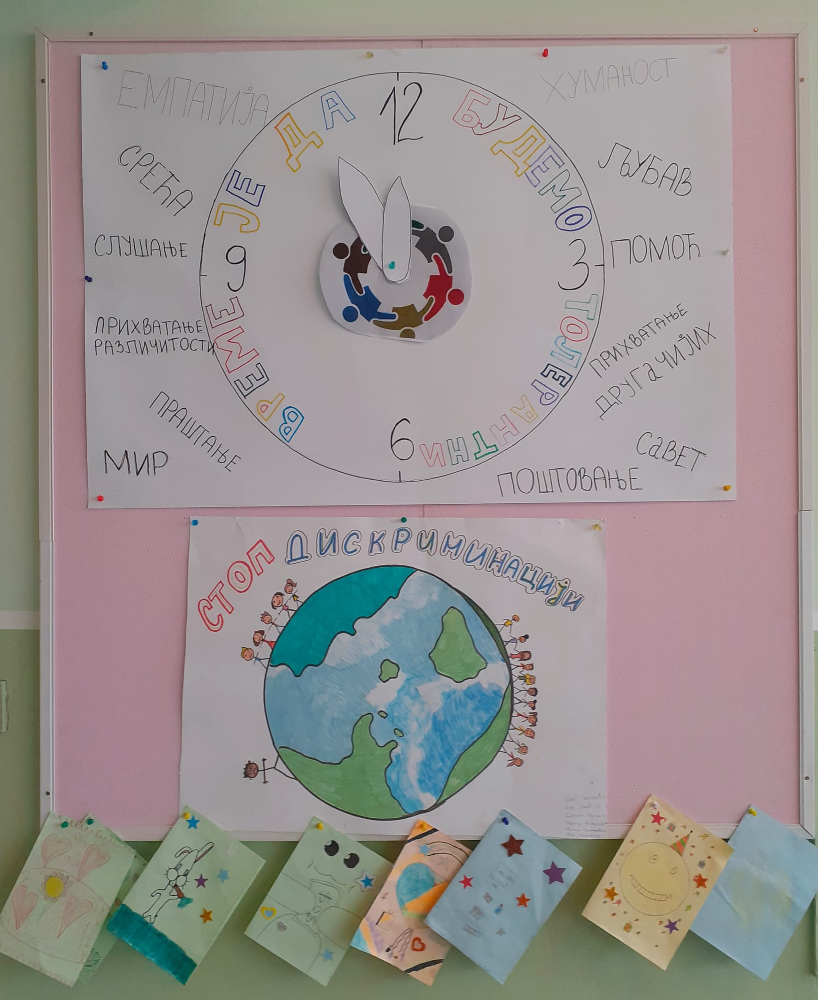 ЕМПАТИЈА
ХУМАНОСТ
СРЕЋА
ЉУБАВ
СЛУШАЊЕ
ПОМОЋ
ПРИХВАТАЊЕ
РАЗЛИЧИТОСТИ
ПРИХВАТАЊЕ
ДРУГаЧИЈИХ
ПРАШТАЊЕ
САВЕТ
МИР
ПОШТОВАЊЕ
12
3
6
9
ВРЕМЕ ЈЕ ДА БУДЕМО ТОЛЕРАНТНИ
СТОП ДИСКРИМИНАЦИЈИ